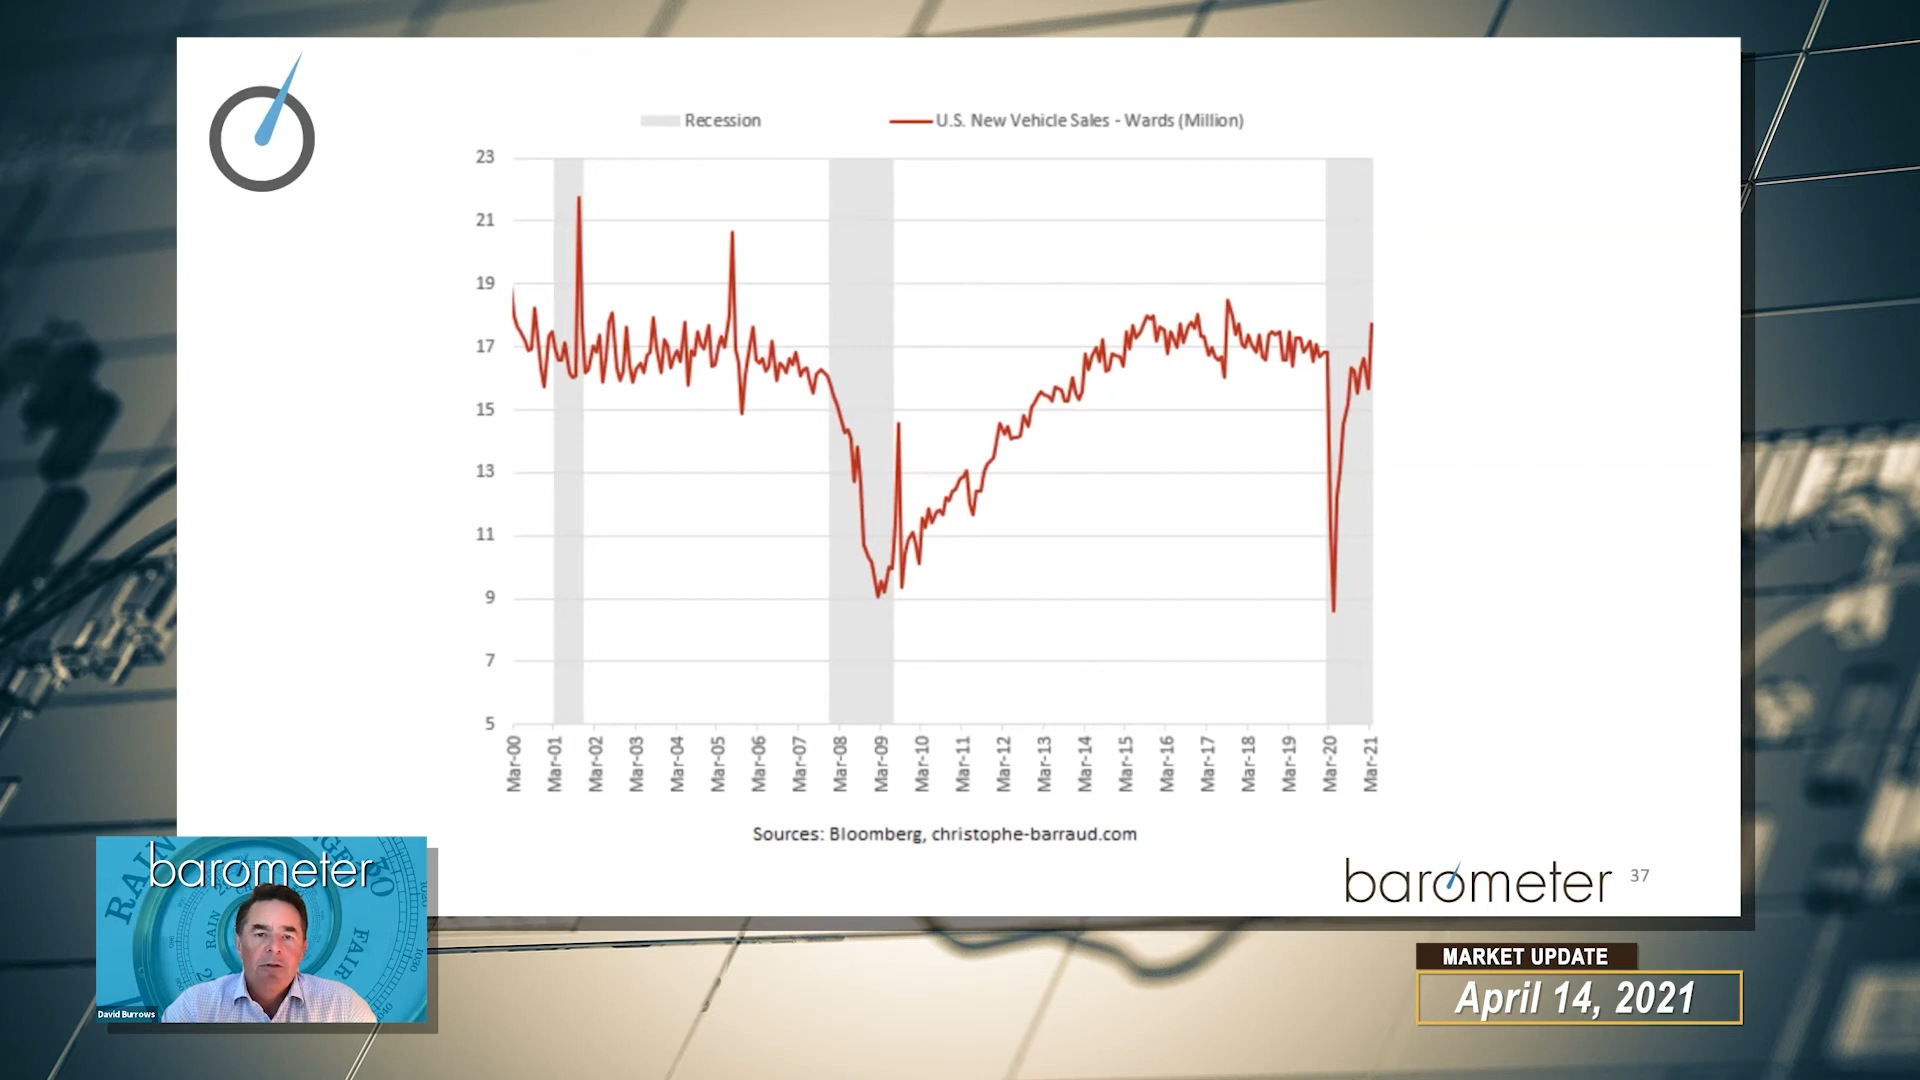 Recession
U.S. New Vehicle Sales - Wards (Million)
23
21
19
17
15
13
11
9
7
5
Mar-00
Mar-01
Mar-02
Mar-03
Mar-04
Mar-05
Mar-06
Mar-07
Mar-08
Mar-09
Mar-10
Mar-11
Mar-12
Mar-13
Mar-14
Mar-15
Mar-16
Mar-17
Mar-18
Mar-19
Mar-20
Mar-21
Sources: Bloomberg, christophe-barraud.com
barometer 37
barometer
RAIN
RAIN
FAIR
David Burrows
MARKET UPDATE
April 14, 2021